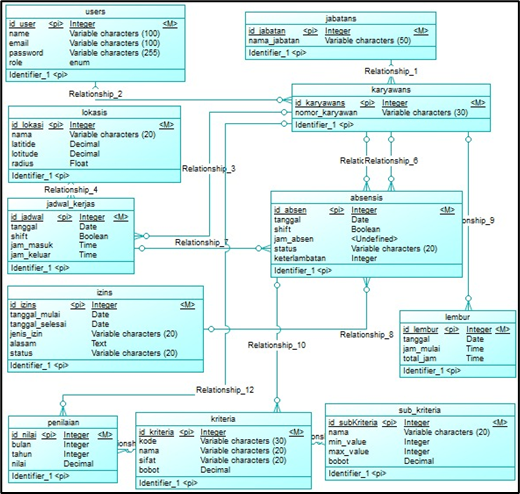 users
id_user <pi> Integer <M>
name Variable characters (100)
email Variable characters (100)
password Variable characters (255)
role enum
Identifier_1 <pi>
jabatans
id_jabatan <pi> Integer <M>
nama_jabatan Variable characters (50)
Identifier_1 <pi>
Relationship_1
Relationship_2
karyawans
id_karyawans <pi> Integer <M>
nomor_karyawan Variable characters (30)
Identifier_1 <pi>
lokasis
id_lokasi <pi> Integer <M>
nama Variable characters (20)
latitide Decimal
lotitude Decimal
radius Float
Identifier_1 <pi>
Relationship_3
Relationship_6
Relationship_4
jadwal_kerjas
id_jadwal <pi> Integer <M>
tanggal Date
shift Boolean
jam_masuk Time
jam_keluar Time
Identifier_1 <pi>
Relationship_7
absensis
id_absen <pi> Integer <M>
tanggal Date
shift Boolean
jam_absen <Undefined>
status Variable characters (20)
keterlambatan Integer
Identifier_1 <pi>
izins
id_izins <pi> Integer <M>
tanggal_mulai Date
tanggal_selesai Date
jenis_izin Variable characters (20)
alasam Text
status Variable characters (20)
Identifier_1 <pi>
Relationship_8
Relationship_10
lembur
id_lembur <pi> Integer <M>
tanggal Date
jam_mulai Time
total_jam Time
Identifier_1 <pi>
Relationship_12
penilaian
id_nilai <pi> Integer <M>
bulan Integer
tahun Integer
nilai Decimal
Identifier_1 <pi>
kriteria
id_kriteria <pi> Integer <M>
kode Variable characters (30)
nama Variable characters (20)
sifat Variable characters (20)
bobot Decimal
Identifier_1 <pi>
sub_kriteria
id_subKriteria <pi> Integer <M>
nama Variable characters (20)
min_value Integer
max_value Integer
bobot Decimal
Identifier_1 <pi>